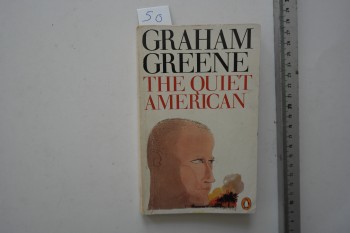 50
GRAHAM
GREENE
THE QUIET
AMERICAN